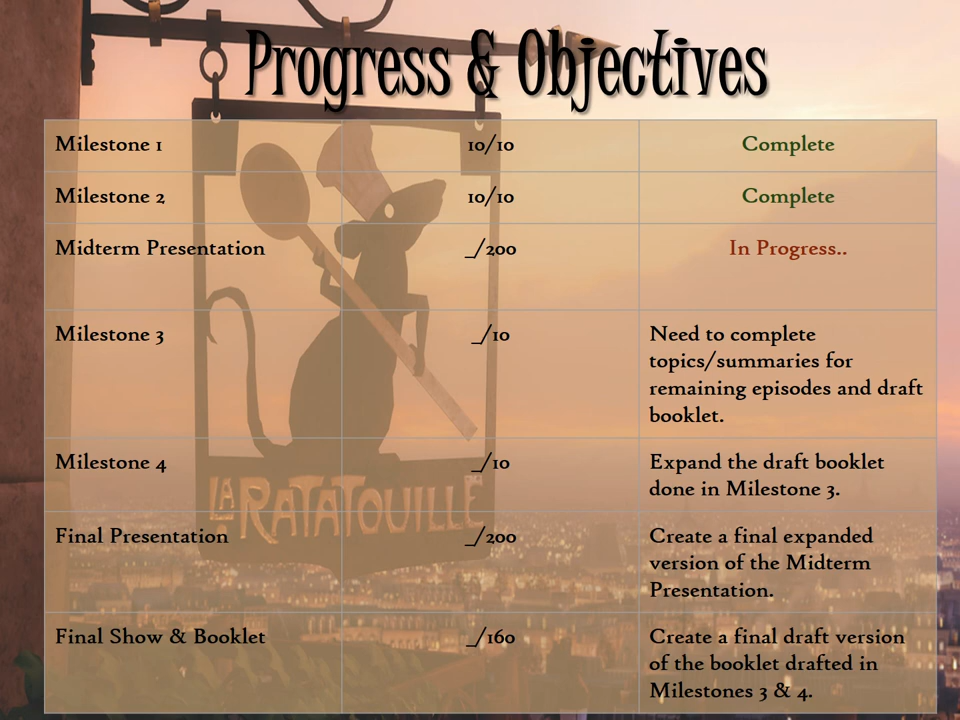 Progress & Objectives
Milestone 1 10/10 Complete
Milestone 2 10/10 Complete
Midterm Presentation _/200 In Progress..
Milestone 3 _/10 Need to complete
topics/summaries for
remaining episodes and draft
booklet.
Milestone 4 _/10 Expand the draft booklet
done in Milestone 3.
LA RATATOUILLE
Final Presentation _/200 Create a final expanded
version of the Midterm
Presentation.
Final Show & Booklet _/160 Create a final draft version
of the booklet drafted in
Milestones 3 & 4.